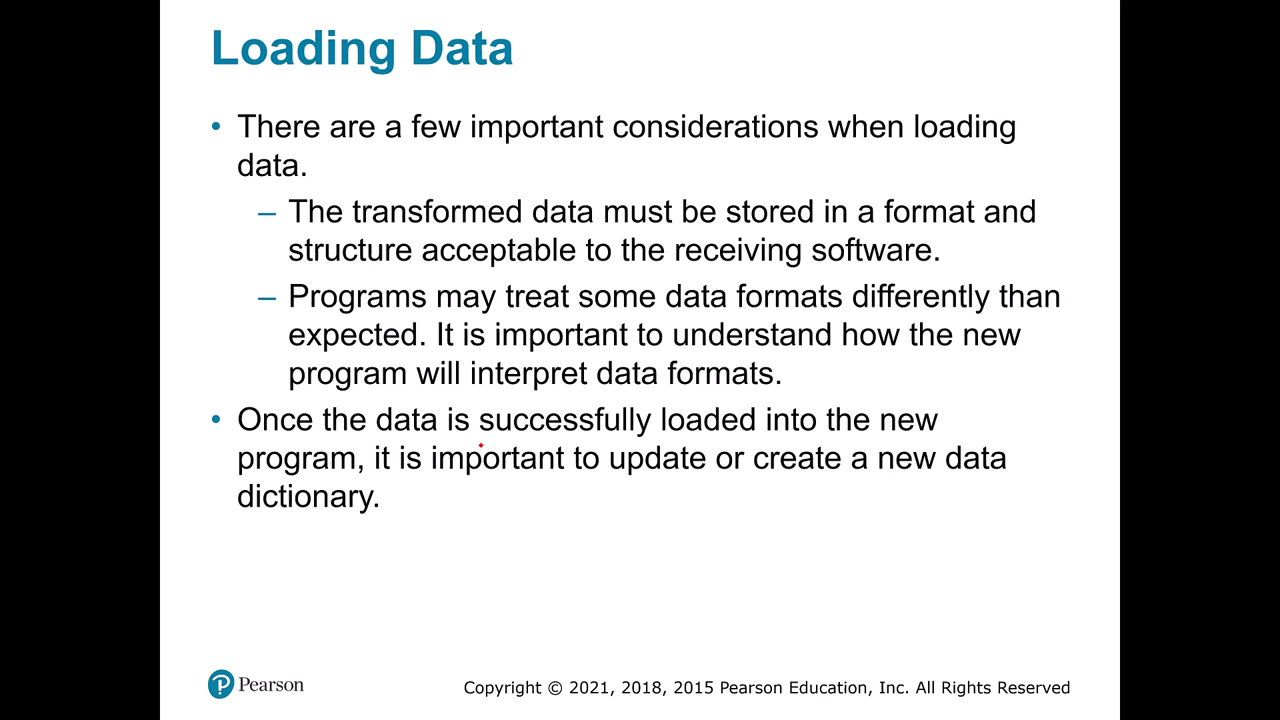 Loading Data
• There are a few important considerations when loading
data.
– The transformed data must be stored in a format and
structure acceptable to the receiving software.
– Programs may treat some data formats differently than
expected. It is important to understand how the new
program will interpret data formats.
• Once the data is successfully loaded into the new
program, it is important to update or create a new data
dictionary.
P Pearson
Copyright © 2021, 2018, 2015 Pearson Education, Inc. All Rights Reserved